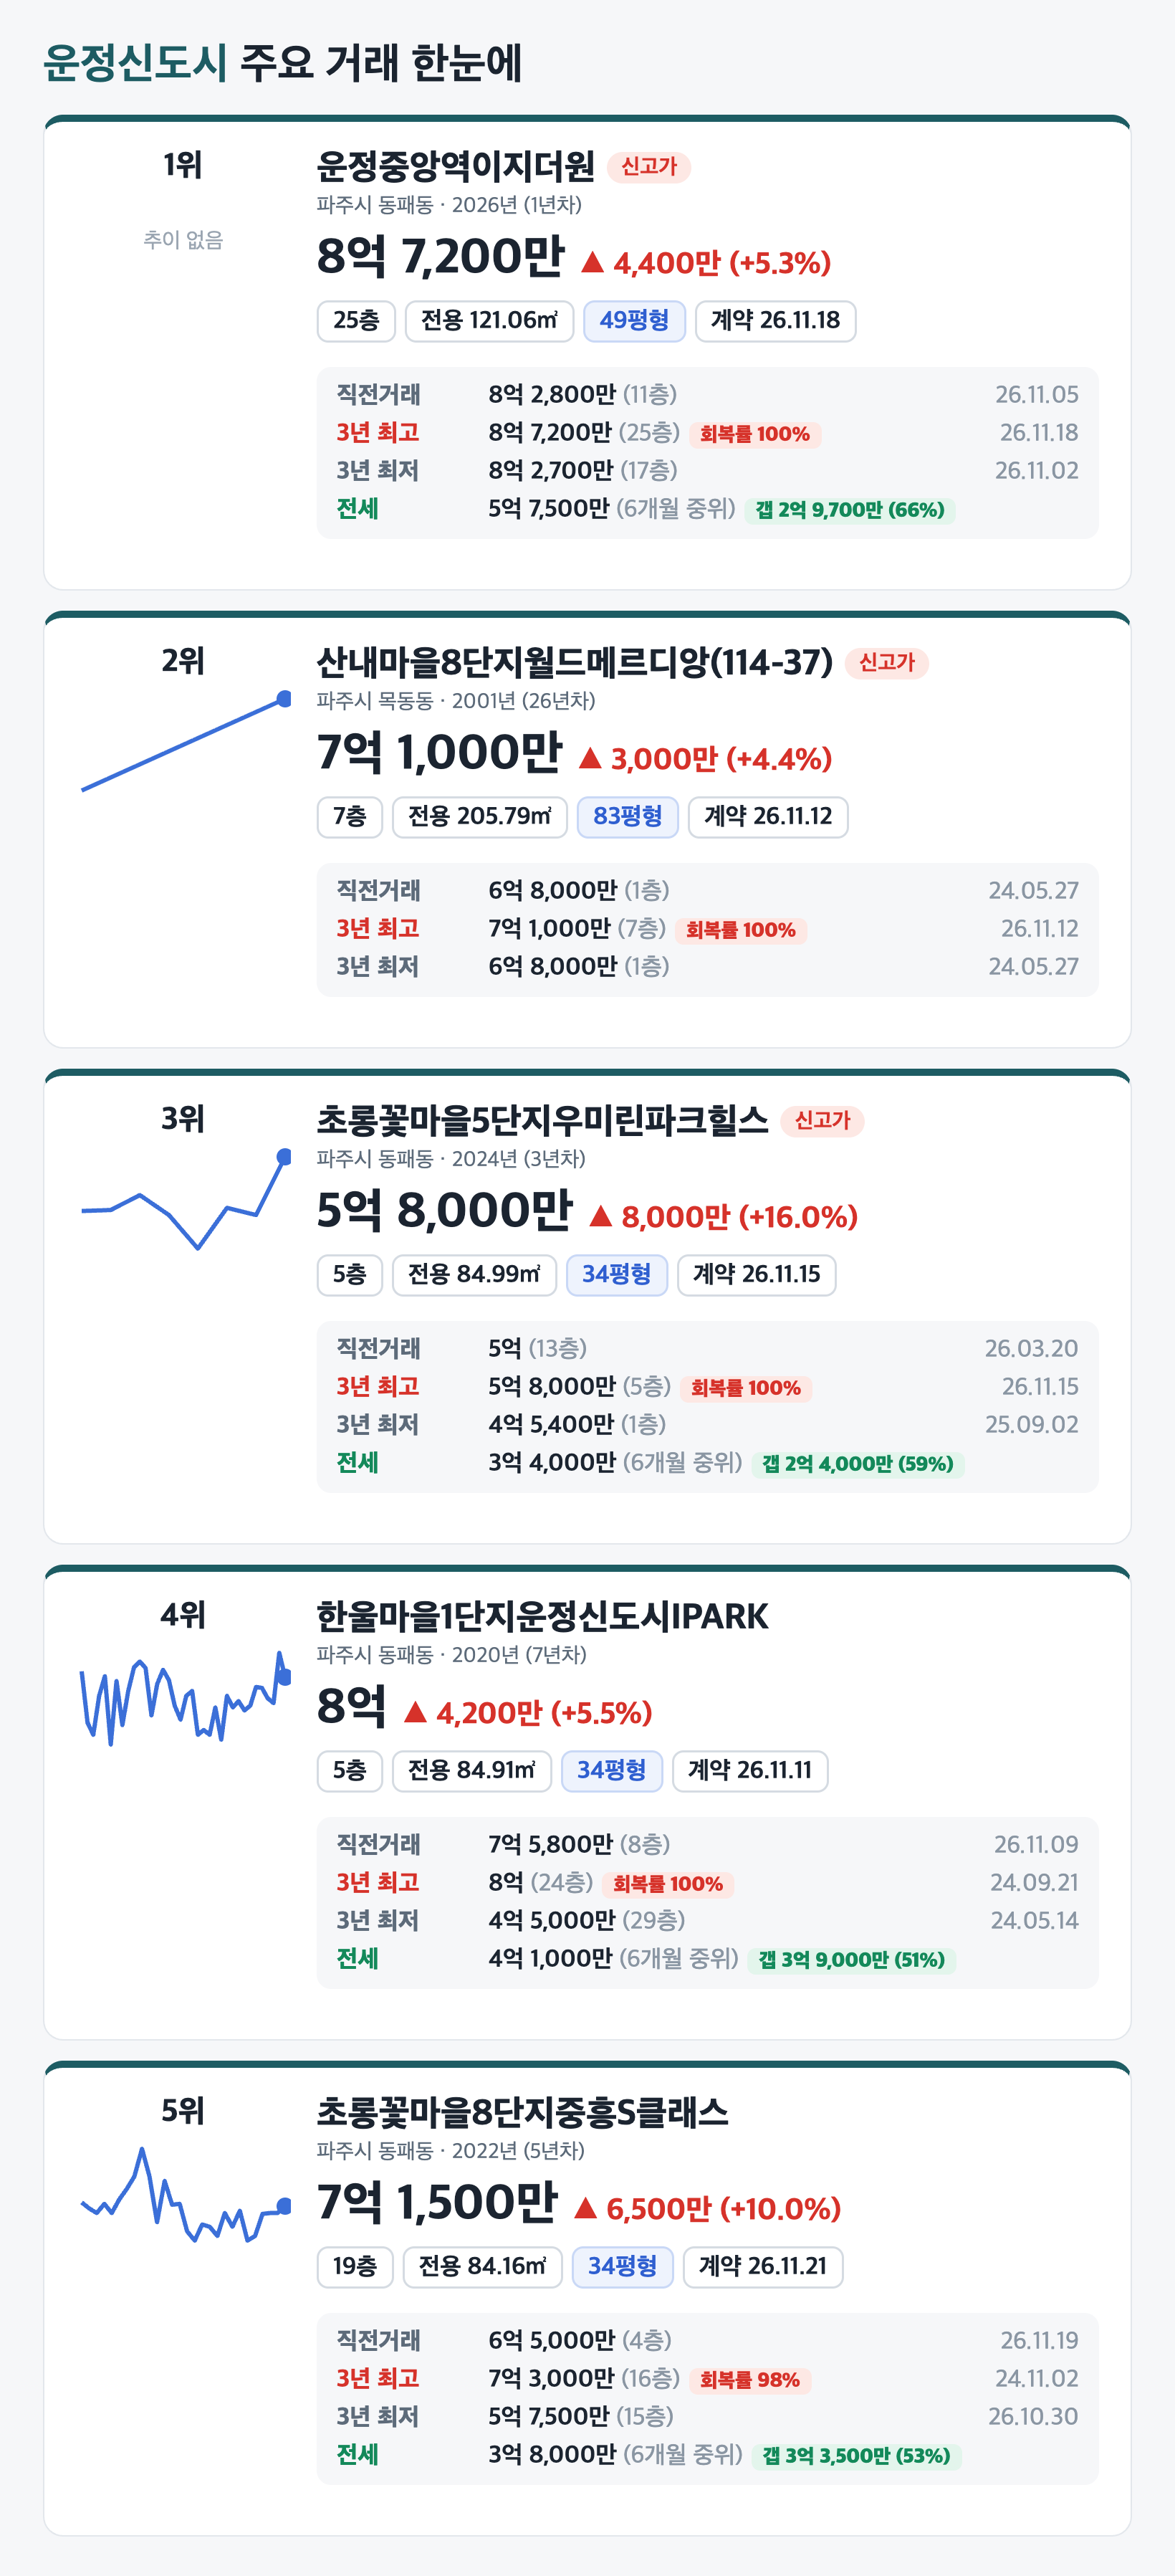 운정신도시 주요 거래 한눈에
1위
추이 없음
운정중앙역이지더원 신고가
파주시 동패동 · 2026년 (1년차)
8억 7,200만 ▲ 4,400만 (+5.3%)
25층 전용 121.06㎡ 49평형 계약 26.11.18
직전거래 8억 2,800만 (11층) 26.11.05
3년 최고 8억 7,200만 (25층) 회복률 100% 26.11.18
3년 최저 8억 2,700만 (17층) 26.11.02
전세 5억 7,500만 (6개월 중위) 갭 2억 9,700만 (66%)
2위
산내마을8단지월드메르디앙(114-37) 신고가
파주시 목동동 · 2001년 (26년차)
7억 1,000만 ▲ 3,000만 (+4.4%)
7층 전용 205.79㎡ 83평형 계약 26.11.12
직전거래 6억 8,000만 (1층) 24.05.27
3년 최고 7억 1,000만 (7층) 회복률 100% 26.11.12
3년 최저 6억 8,000만 (1층) 24.05.27
3위
초롱꽃마을5단지우미린파크힐스 신고가
파주시 동패동 · 2024년 (3년차)
5억 8,000만 ▲ 8,000만 (+16.0%)
5층 전용 84.99㎡ 34평형 계약 26.11.15
직전거래 5억 (13층) 26.03.20
3년 최고 5억 8,000만 (5층) 회복률 100% 26.11.15
3년 최저 4억 5,400만 (1층) 25.09.02
전세 3억 4,000만 (6개월 중위) 갭 2억 4,000만 (59%)
4위
한울마을1단지운정신도시IPARK
파주시 동패동 · 2020년 (7년차)
8억 ▲ 4,200만 (+5.5%)
5층 전용 84.91㎡ 34평형 계약 26.11.11
직전거래 7억 5,800만 (8층) 26.11.09
3년 최고 8억 (24층) 회복률 100% 24.09.21
3년 최저 4억 5,000만 (29층) 24.05.14
전세 4억 1,000만 (6개월 중위) 갭 3억 9,000만 (51%)
5위
초롱꽃마을8단지중흥S클래스
파주시 동패동 · 2022년 (5년차)
7억 1,500만 ▲ 6,500만 (+10.0%)
19층 전용 84.16㎡ 34평형 계약 26.11.21
직전거래 6억 5,000만 (4층) 26.11.19
3년 최고 7억 3,000만 (16층) 회복률 98% 24.11.02
3년 최저 5억 7,500만 (15층) 26.10.30
전세 3억 8,000만 (6개월 중위) 갭 3억 3,500만 (53%)